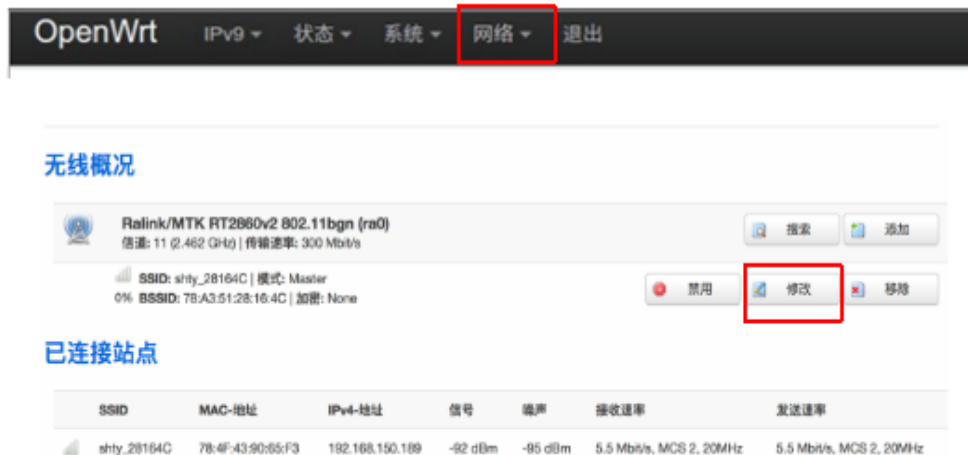 OpenWrt IPv9 状态 系统 网络 退出
无线概况
Ralink/MTK RT2860v2 802.11bgn (ra0)
信道: 11 (2.462 GHz) | 传输速率: 300 Mbit/s
搜索 添加
SSID: shty_28164C | 模式: Master
0% BSSID: 78:A3:51:28:16:4C | 加密: None
禁用 修改 移除
已连接站点
SSID MAC-地址 IPv4-地址 信号 噪声 接收速率 发送速率
shty_28164C 78:4F:43:90:65:F3 192.168.150.189 -92 dBm -95 dBm 5.5 Mbit/s, MCS 2, 20MHz 5.5 Mbit/s, MCS 2, 20MHz